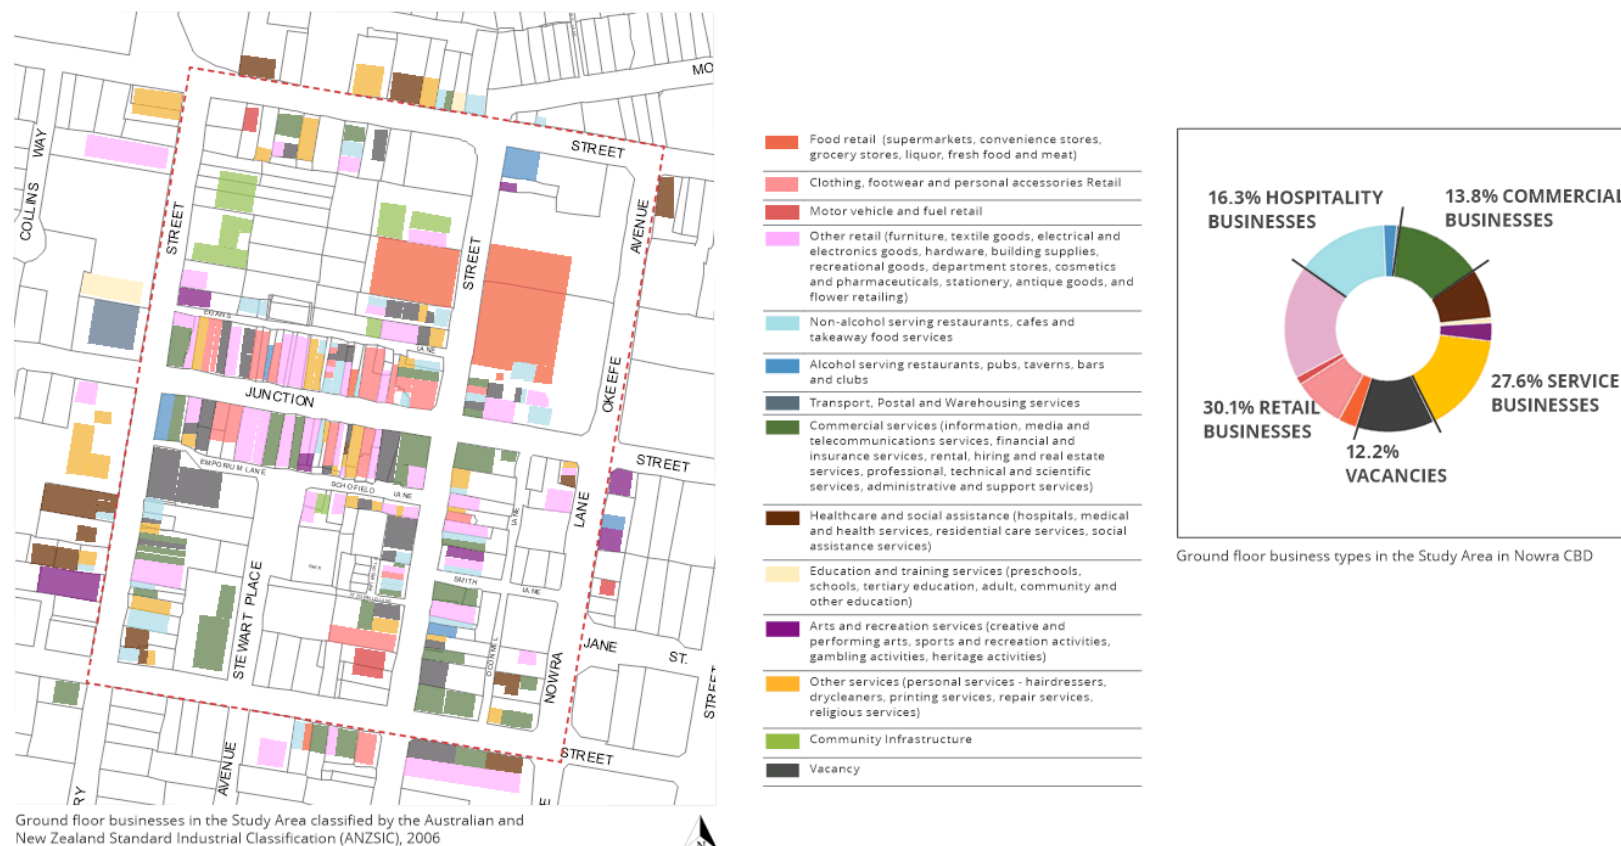 MO
STREET
COLLINS WAY
STREET
STREET
AVENUE
EGANS
LANE
JUNCTION
OKEEFE
EMPORIUM LANE
SCHOFIELD LANE
STREET
LANE
LANE
SMITH
LANE
STEWART PLACE
JANE
ST.
NOWRA
STREET
AVENUE
STREET
RY
Ground floor businesses in the Study Area classified by the Australian and
New Zealand Standard Industrial Classification (ANZSIC), 2006
N
Food retail (supermarkets, convenience stores,
grocery stores, liquor, fresh food and meat)
Clothing, footwear and personal accessories Retail
Motor vehicle and fuel retail
Other retail (furniture, textile goods, electrical and
electronics goods, hardware, building supplies,
recreational goods, department stores, cosmetics
and pharmaceuticals, stationery, antique goods, and
flower retailing)
Non-alcohol serving restaurants, cafes and
takeaway food services
Alcohol serving restaurants, pubs, taverns, bars
and clubs
Transport, Postal and Warehousing services
Commercial services (information, media and
telecommunications services, financial and
insurance services, rental, hiring and real estate
services, professional, technical and scientific
services, administrative and support services)
Healthcare and social assistance (hospitals, medical
and health services, residential care services, social
assistance services)
Education and training services (preschools,
schools, tertiary education, adult, community and
other education)
Arts and recreation services (creative and
performing arts, sports and recreation activities,
gambling activities, heritage activities)
Other services (personal services - hairdressers,
drycleaners, printing services, repair services,
religious services)
Community Infrastructure
Vacancy
16.3% HOSPITALITY
BUSINESSES
13.8% COMMERCIAL
BUSINESSES
27.6% SERVICE
BUSINESSES
30.1% RETAIL
BUSINESSES
12.2%
VACANCIES
Ground floor business types in the Study Area in Nowra CBD